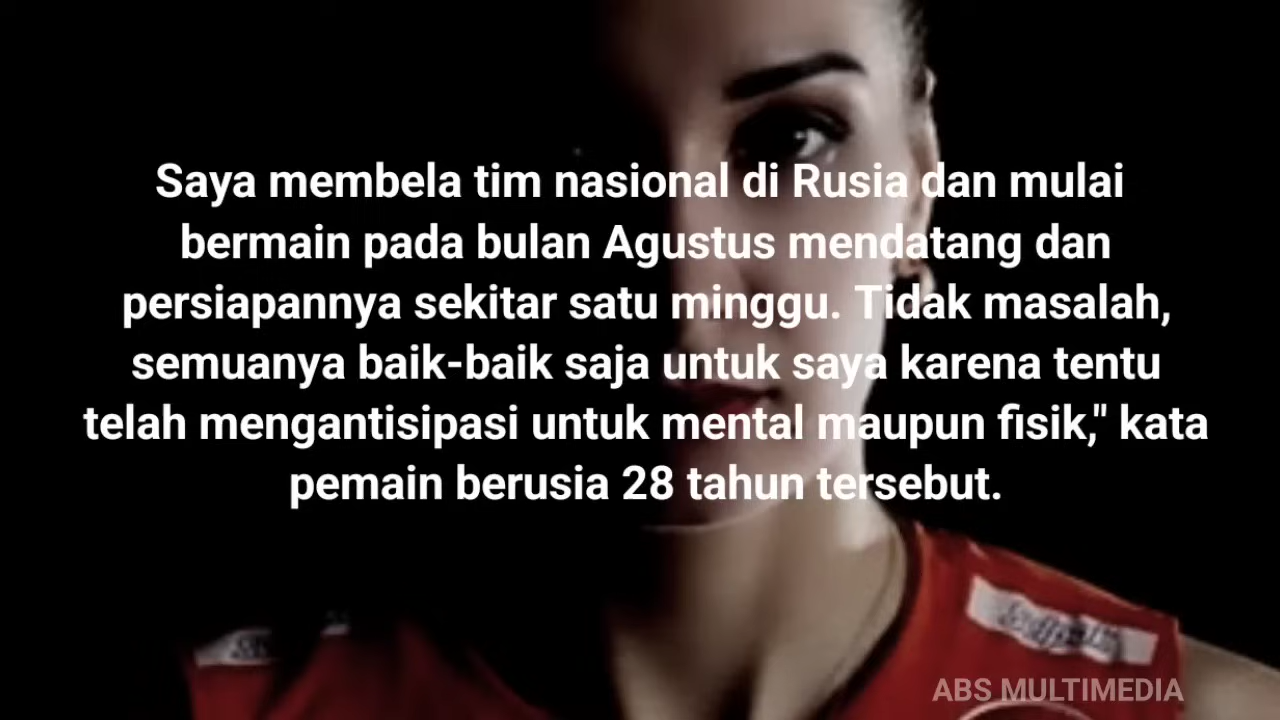 Saya membela tim nasional di Rusia dan mulai
bermain pada bulan Agustus mendatang dan
persiapannya sekitar satu minggu. Tidak masalah,
semuanya baik-baik saja untuk saya karena tentu
telah mengantisipasi untuk mental maupun fisik," kata
pemain berusia 28 tahun tersebut.
ABS MULTIMEDIA